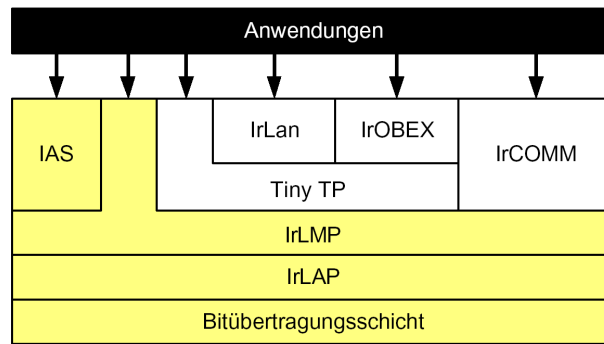 Anwendungen
IrLan
IrOBEX
IAS
IrCOMM
Tiny TP
IrLMP
IrLAP
Bitübertragungsschicht